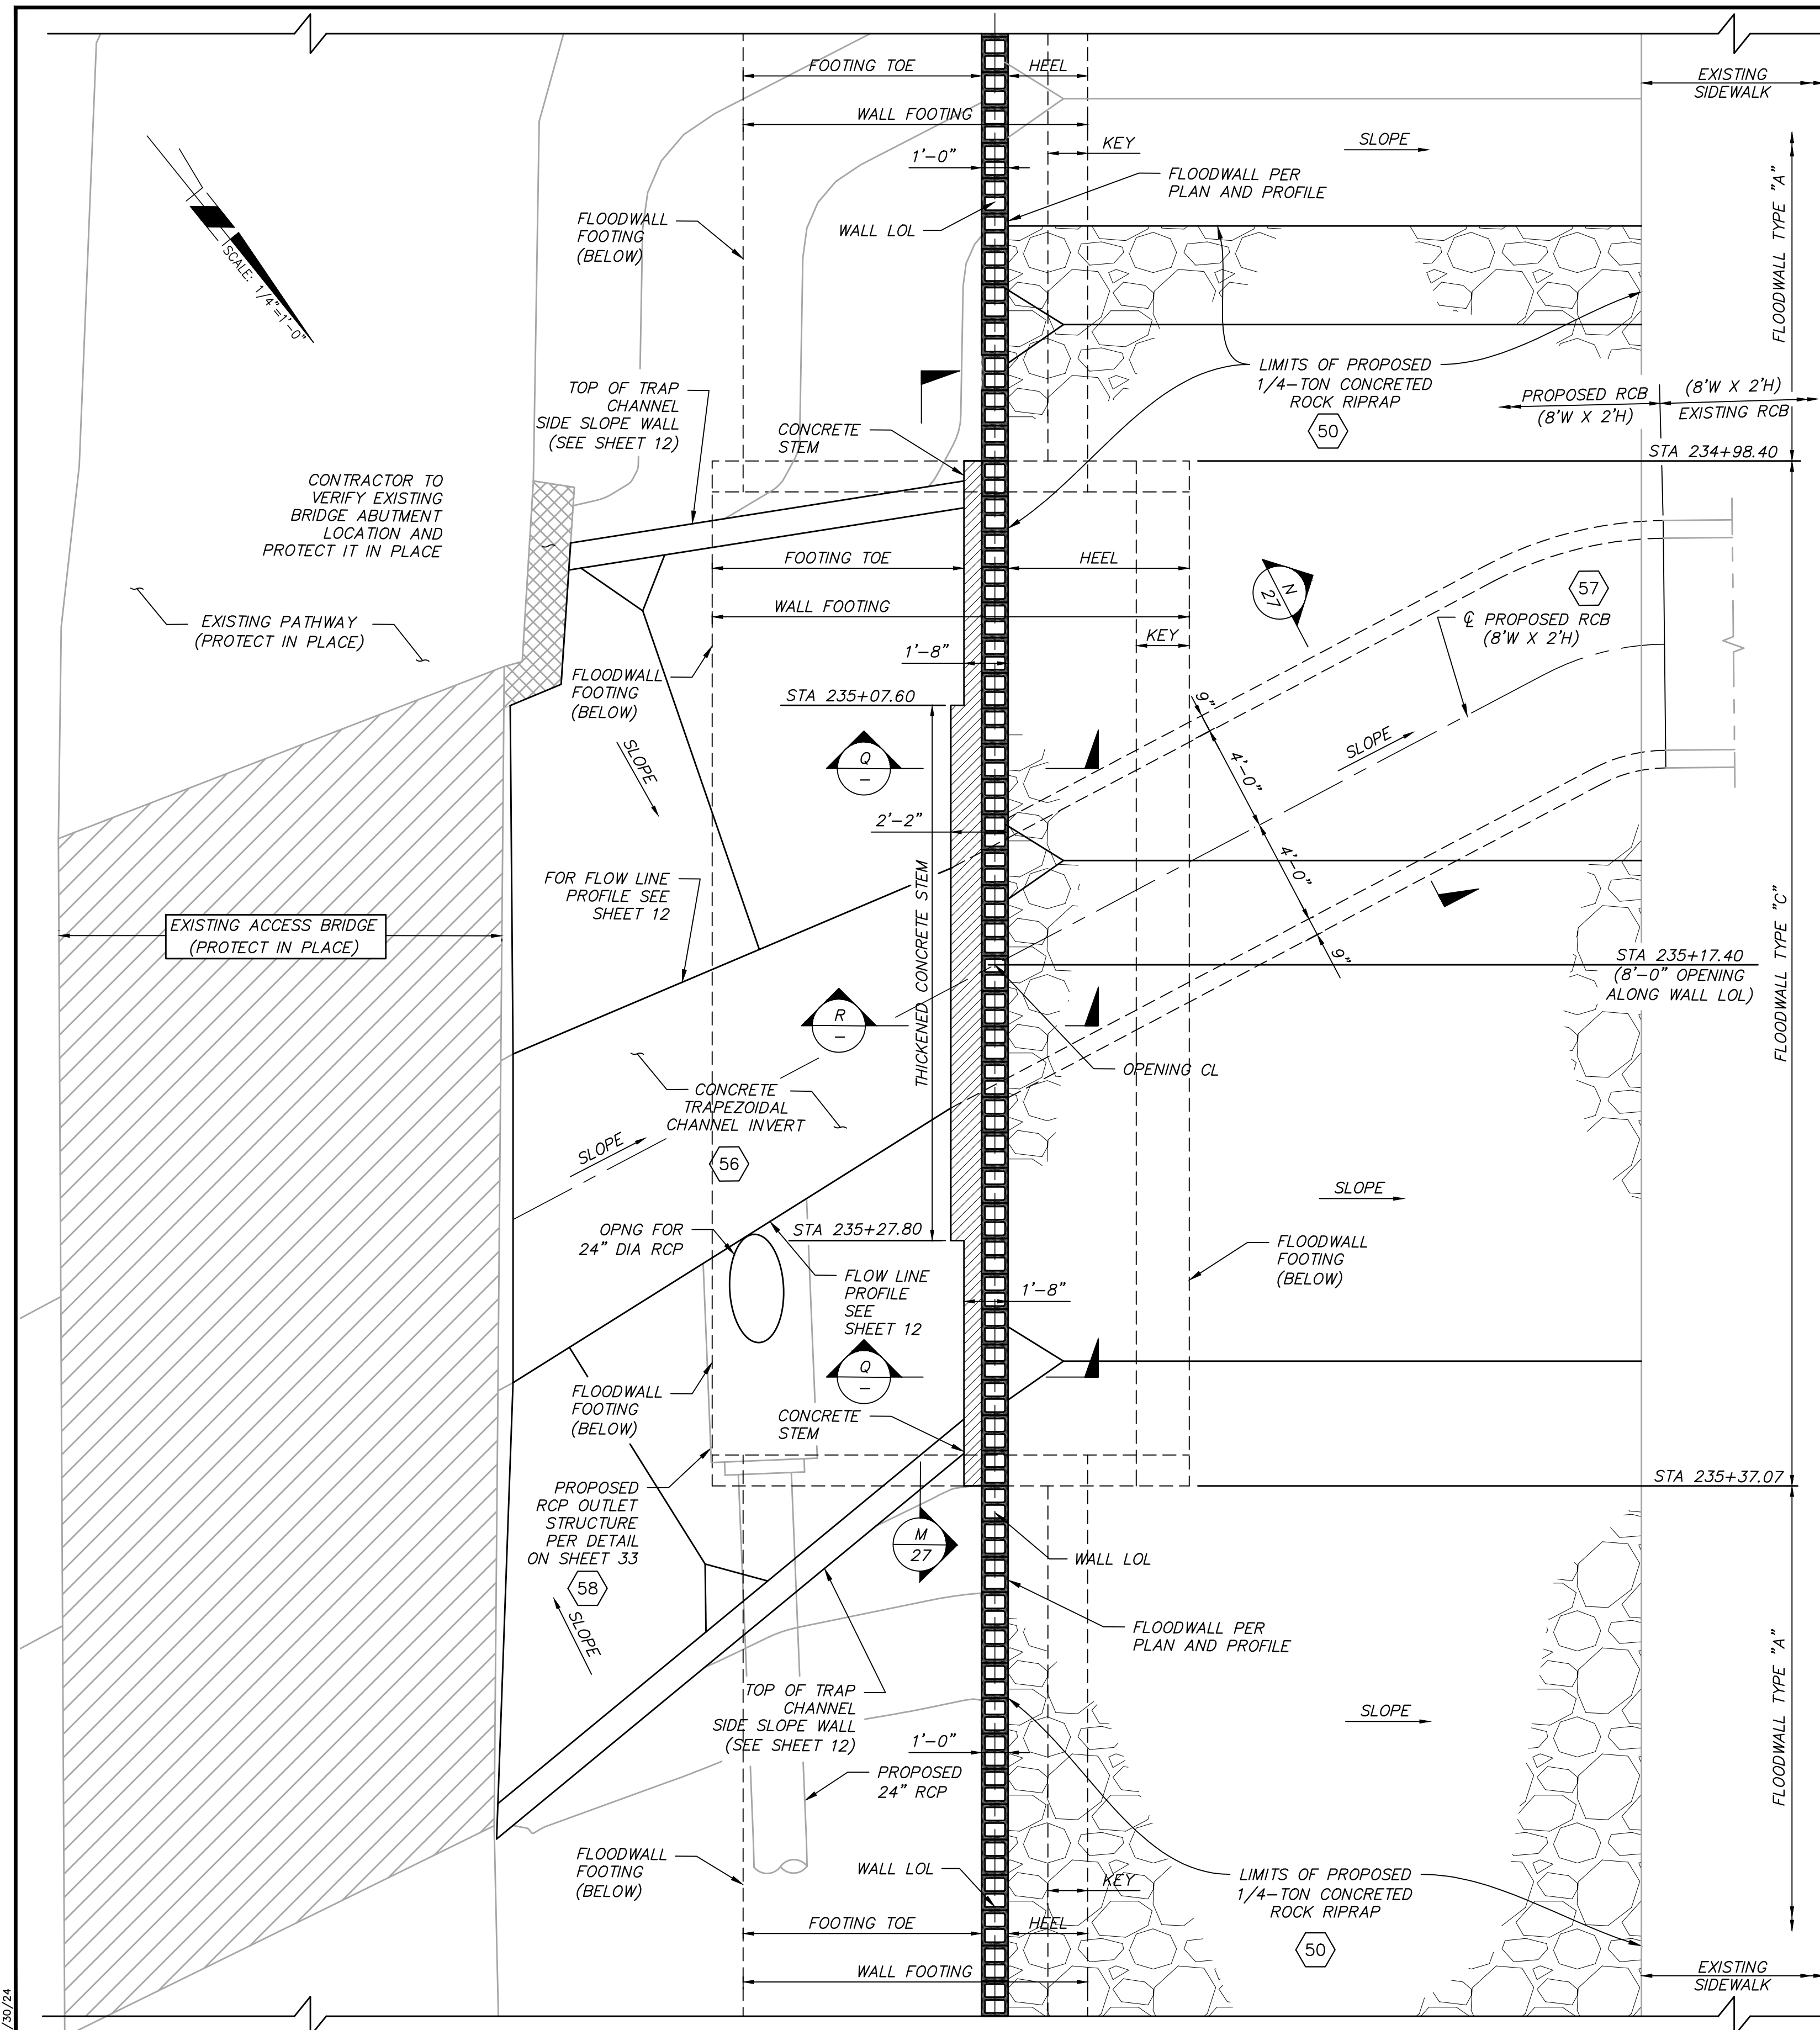 FOOTING TOE
HEEL
EXISTING
SIDEWALK
WALL FOOTING
KEY
SLOPE
1'-0"
FLOODWALL PER
PLAN AND PROFILE
FLOODWALL TYPE "A"
FLOODWALL
FOOTING
(BELOW)
WALL LOL
SCALE: 1/4"=1'-0"
LIMITS OF PROPOSED
1/4-TON CONCRETED
ROCK RIPRAP
50
TOP OF TRAP
CHANNEL
SIDE SLOPE WALL
(SEE SHEET 12)
PROPOSED RCB
(8'W X 2'H)
(8'W X 2'H)
EXISTING RCB
CONCRETE
STEM
STA 234+98.40
CONTRACTOR TO
VERIFY EXISTING
BRIDGE ABUTMENT
LOCATION AND
PROTECT IT IN PLACE
FOOTING TOE
HEEL
N
27
57
WALL FOOTING
EXISTING PATHWAY
(PROTECT IN PLACE)
℄ PROPOSED RCB
(8'W X 2'H)
KEY
1'-8"
FLOODWALL
FOOTING
(BELOW)
STA 235+07.60
9"
4'-0"
4'-0"
9"
SLOPE
SLOPE
Q
–
2'-2"
THICKENED CONCRETE STEM
FOR FLOW LINE
PROFILE SEE
SHEET 12
FLOODWALL TYPE "C"
EXISTING ACCESS BRIDGE
(PROTECT IN PLACE)
STA 235+17.40
(8'-0" OPENING
ALONG WALL LOL)
R
–
OPENING CL
CONCRETE
TRAPEZOIDAL
CHANNEL INVERT
56
SLOPE
SLOPE
OPNG FOR
24" DIA RCP
STA 235+27.80
FLOODWALL
FOOTING
(BELOW)
FLOW LINE
PROFILE
SEE
SHEET 12
1'-8"
Q
–
FLOODWALL
FOOTING
(BELOW)
CONCRETE
STEM
STA 235+37.07
PROPOSED
RCP OUTLET
STRUCTURE
PER DETAIL
ON SHEET 33
58
M
27
WALL LOL
SLOPE
FLOODWALL PER
PLAN AND PROFILE
FLOODWALL TYPE "A"
TOP OF TRAP
CHANNEL
SIDE SLOPE WALL
(SEE SHEET 12)
SLOPE
1'-0"
PROPOSED
24" RCP
FLOODWALL
FOOTING
(BELOW)
WALL LOL
KEY
LIMITS OF PROPOSED
1/4-TON CONCRETED
ROCK RIPRAP
50
FOOTING TOE
HEEL
WALL FOOTING
EXISTING
SIDEWALK
/30/24